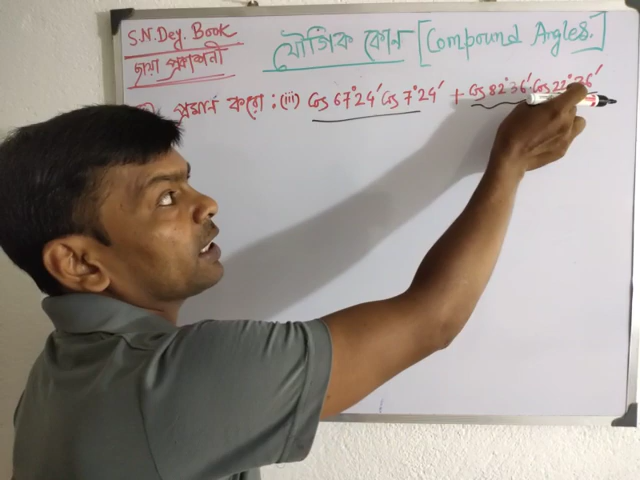 S.N.Dey. Book
ছায়া প্রকাশনী
যৌগিক কোন [Compound Angles.]
প্রমান করো : (iii) Cos 67°24′ Cos 7°24′ + Cos 82°36′ Cos 22°36′